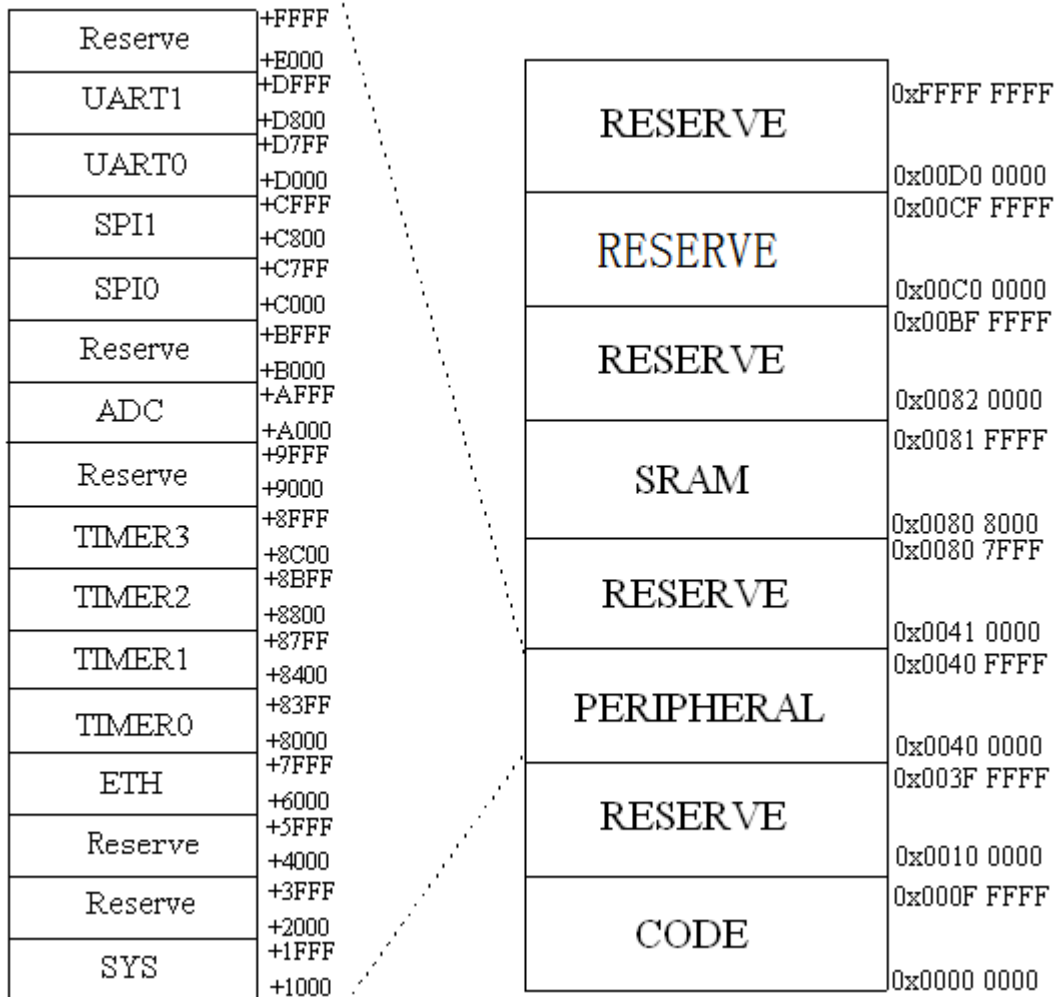 Reserve
+FFFF
+E000
UART1
+DFFF
+D800
UART0
+D7FF
+D000
SPI1
+CFFF
+C800
SPI0
+C7FF
+C000
Reserve
+BFFF
+B000
ADC
+AFFF
+A000
Reserve
+9FFF
+9000
TIMER3
+8FFF
+8C00
TIMER2
+8BFF
+8800
TIMER1
+87FF
+8400
TIMER0
+83FF
+8000
ETH
+7FFF
+6000
Reserve
+5FFF
+4000
Reserve
+3FFF
+2000
SYS
+1FFF
+1000
RESERVE
0xFFFF FFFF
0x00D0 0000
RESERVE
0x00CF FFFF
0x00C0 0000
RESERVE
0x00BF FFFF
0x0082 0000
SRAM
0x0081 FFFF
0x0080 8000
RESERVE
0x0080 7FFF
0x0041 0000
PERIPHERAL
0x0040 FFFF
0x0040 0000
RESERVE
0x003F FFFF
0x0010 0000
CODE
0x000F FFFF
0x0000 0000